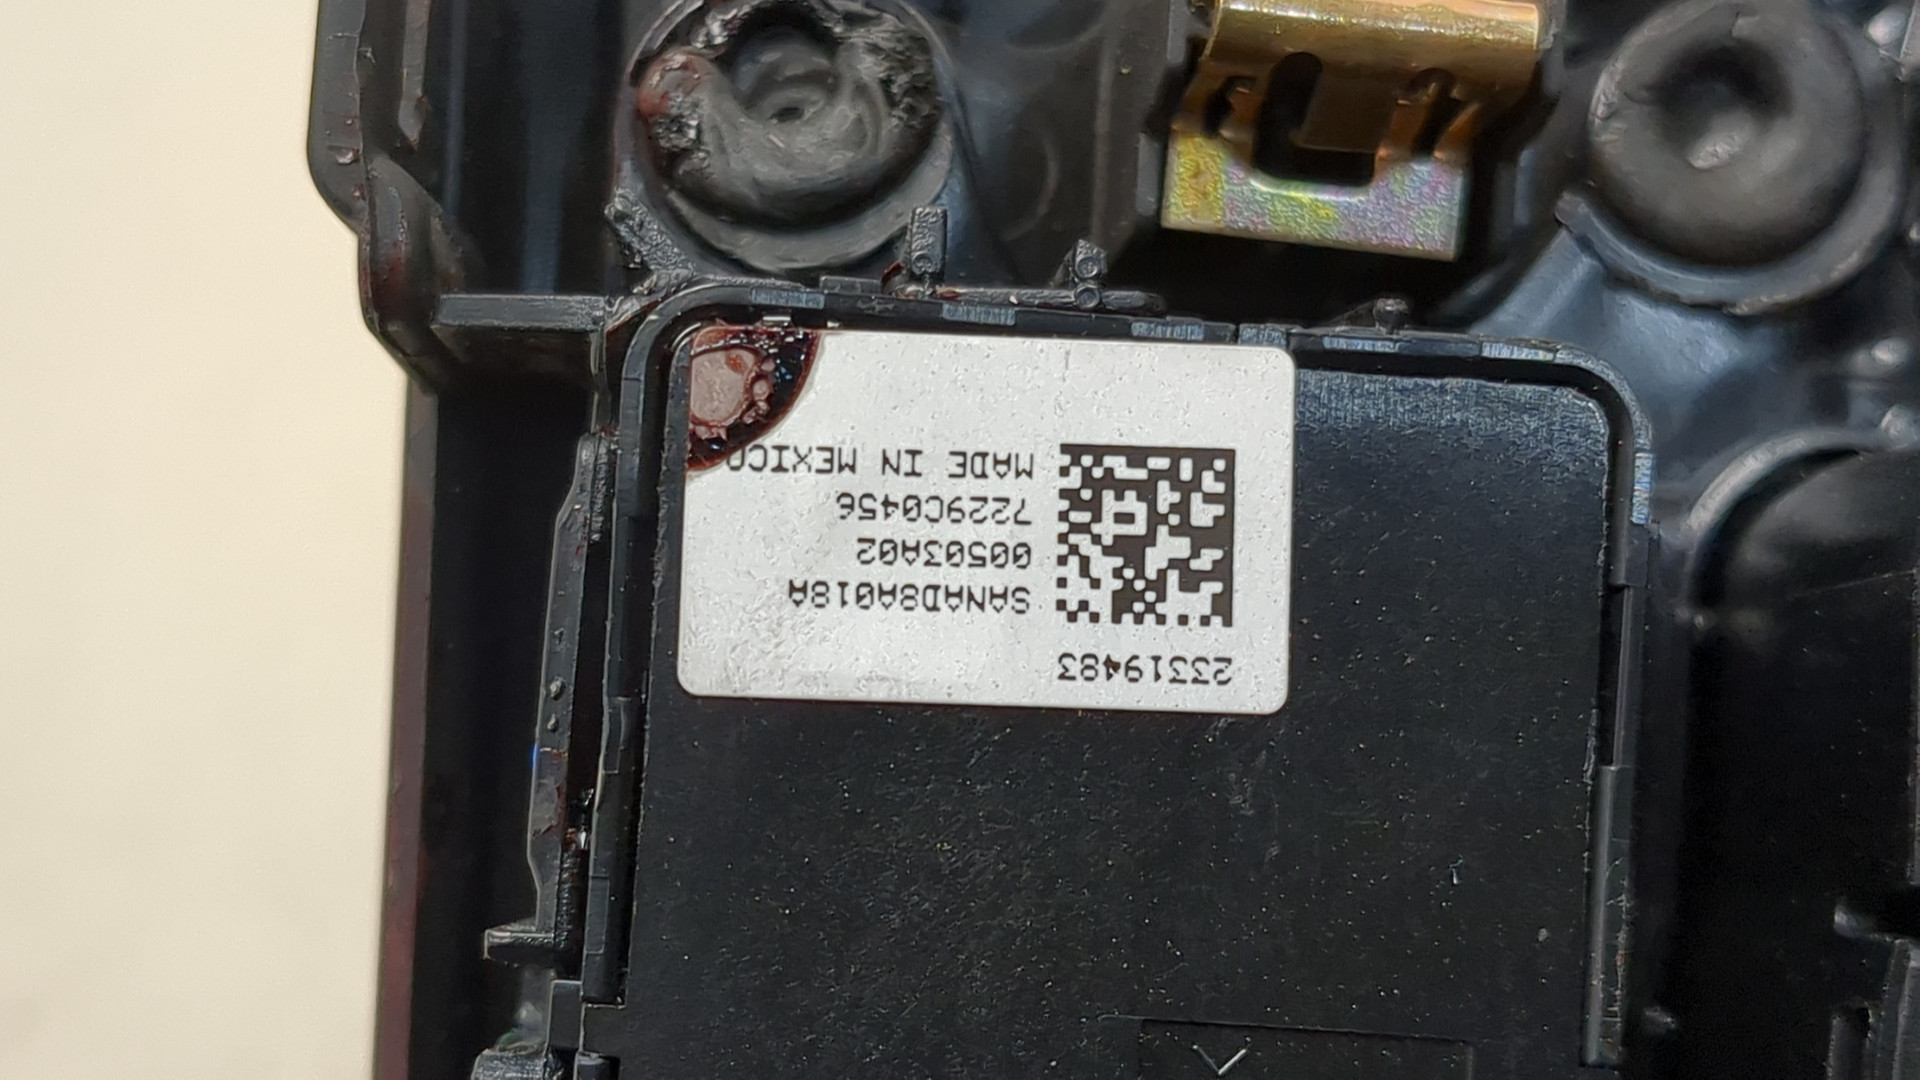 23319483
SANAD8A018A
00503A02
7229C0456
MADE IN MEXICO